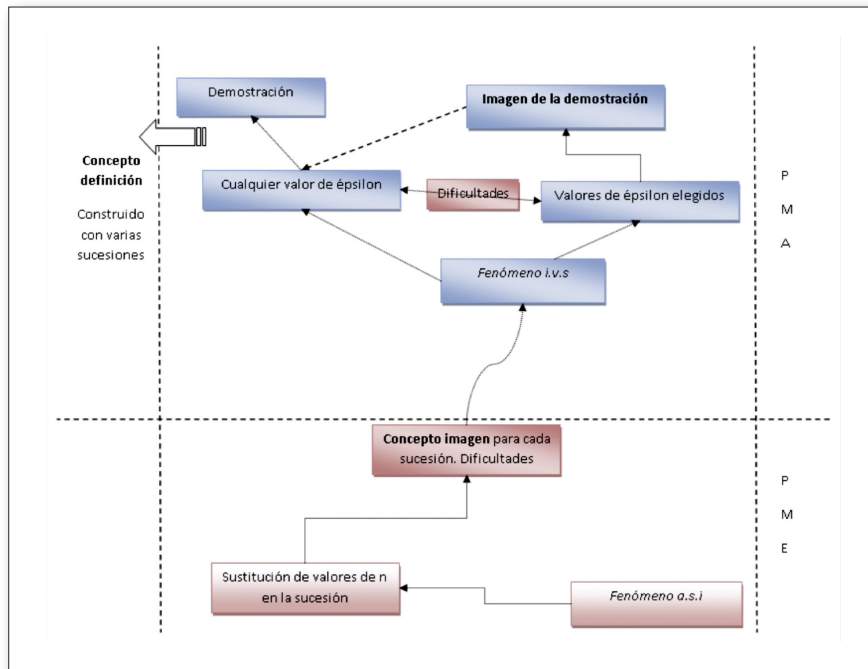 Demostración
Imagen de la demostración
Concepto
definición
Construido
con varias
sucesiones
Cualquier valor de épsilon
Dificultades
Valores de épsilon elegidos
P
M
A
Fenómeno i.v.s
Concepto imagen para cada
sucesión. Dificultades
P
M
E
Sustitución de valores de n
en la sucesión
Fenómeno a.s.i